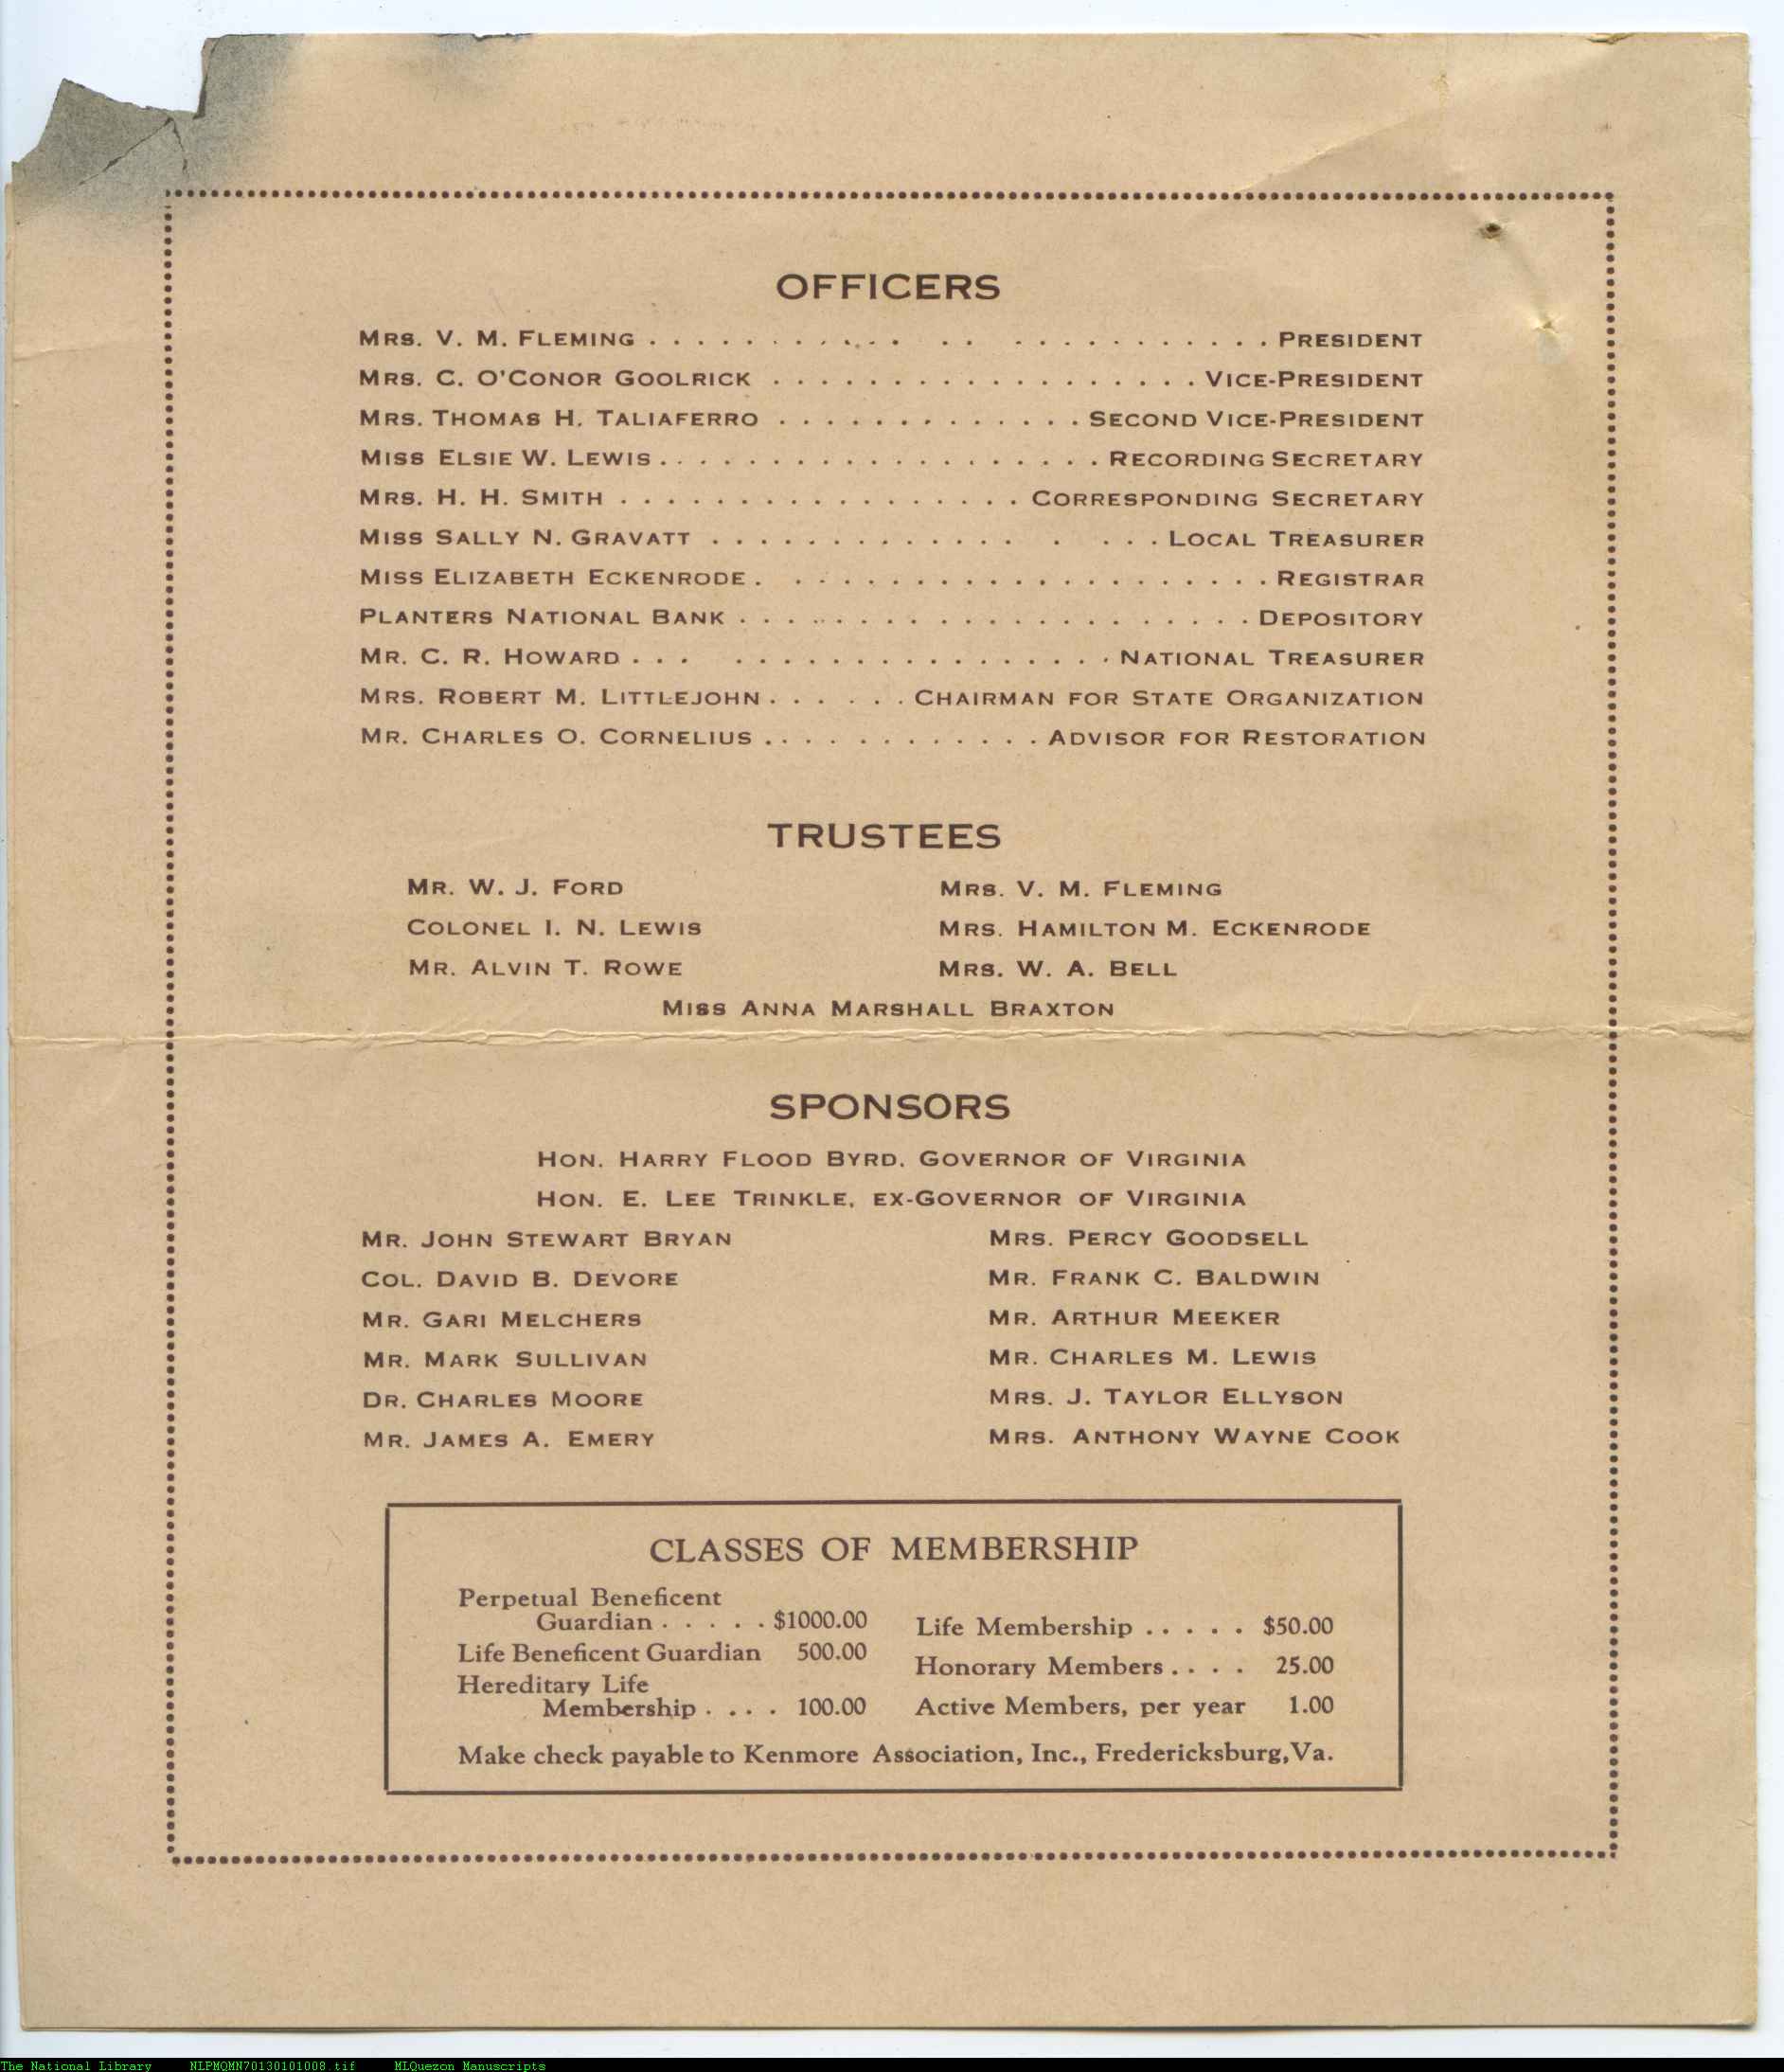 OFFICERS
MRS. V. M. FLEMING . . . . . . . . . . . . . . . . . . . . . . . . . PRESIDENT
MRS. C. O'CONOR GOOLRICK . . . . . . . . . . . . . . . . . . VICE-PRESIDENT
MRS. THOMAS H. TALIAFERRO . . . . . . . . . . . . . SECOND VICE-PRESIDENT
MISS ELSIE W. LEWIS . . . . . . . . . . . . . . . . . . . RECORDING SECRETARY
MRS. H. H. SMITH . . . . . . . . . . . . . . . . . CORRESPONDING SECRETARY
MISS SALLY N. GRAVATT . . . . . . . . . . . . . . . . . . LOCAL TREASURER
MISS ELIZABETH ECKENRODE . . . . . . . . . . . . . . . . . . . . . REGISTRAR
PLANTERS NATIONAL BANK . . . . . . . . . . . . . . . . . . . . . . DEPOSITORY
MR. C. R. HOWARD . . . . . . . . . . . . . . . . . . . NATIONAL TREASURER
MRS. ROBERT M. LITTLEJOHN . . . . . . CHAIRMAN FOR STATE ORGANIZATION
MR. CHARLES O. CORNELIUS . . . . . . . . . . . . ADVISOR FOR RESTORATION
TRUSTEES
MR. W. J. FORD MRS. V. M. FLEMING
COLONEL I. N. LEWIS MRS. HAMILTON M. ECKENRODE
MR. ALVIN T. ROWE MRS. W. A. BELL
MISS ANNA MARSHALL BRAXTON
SPONSORS
HON. HARRY FLOOD BYRD, GOVERNOR OF VIRGINIA
HON. E. LEE TRINKLE, EX-GOVERNOR OF VIRGINIA
MR. JOHN STEWART BRYAN MRS. PERCY GOODSELL
COL. DAVID B. DEVORE MR. FRANK C. BALDWIN
MR. GARI MELCHERS MR. ARTHUR MEEKER
MR. MARK SULLIVAN MR. CHARLES M. LEWIS
DR. CHARLES MOORE MRS. J. TAYLOR ELLYSON
MR. JAMES A. EMERY MRS. ANTHONY WAYNE COOK
CLASSES OF MEMBERSHIP
Perpetual Beneficent
Guardian . . . . . $1000.00
Life Beneficent Guardian 500.00
Hereditary Life
Membership . . . . 100.00
Life Membership . . . . . $50.00
Honorary Members . . . . 25.00
Active Members, per year 1.00
Make check payable to Kenmore Association, Inc., Fredericksburg, Va.
The National Library NLPMQMN70130101008.tif MLQuezon Manuscripts